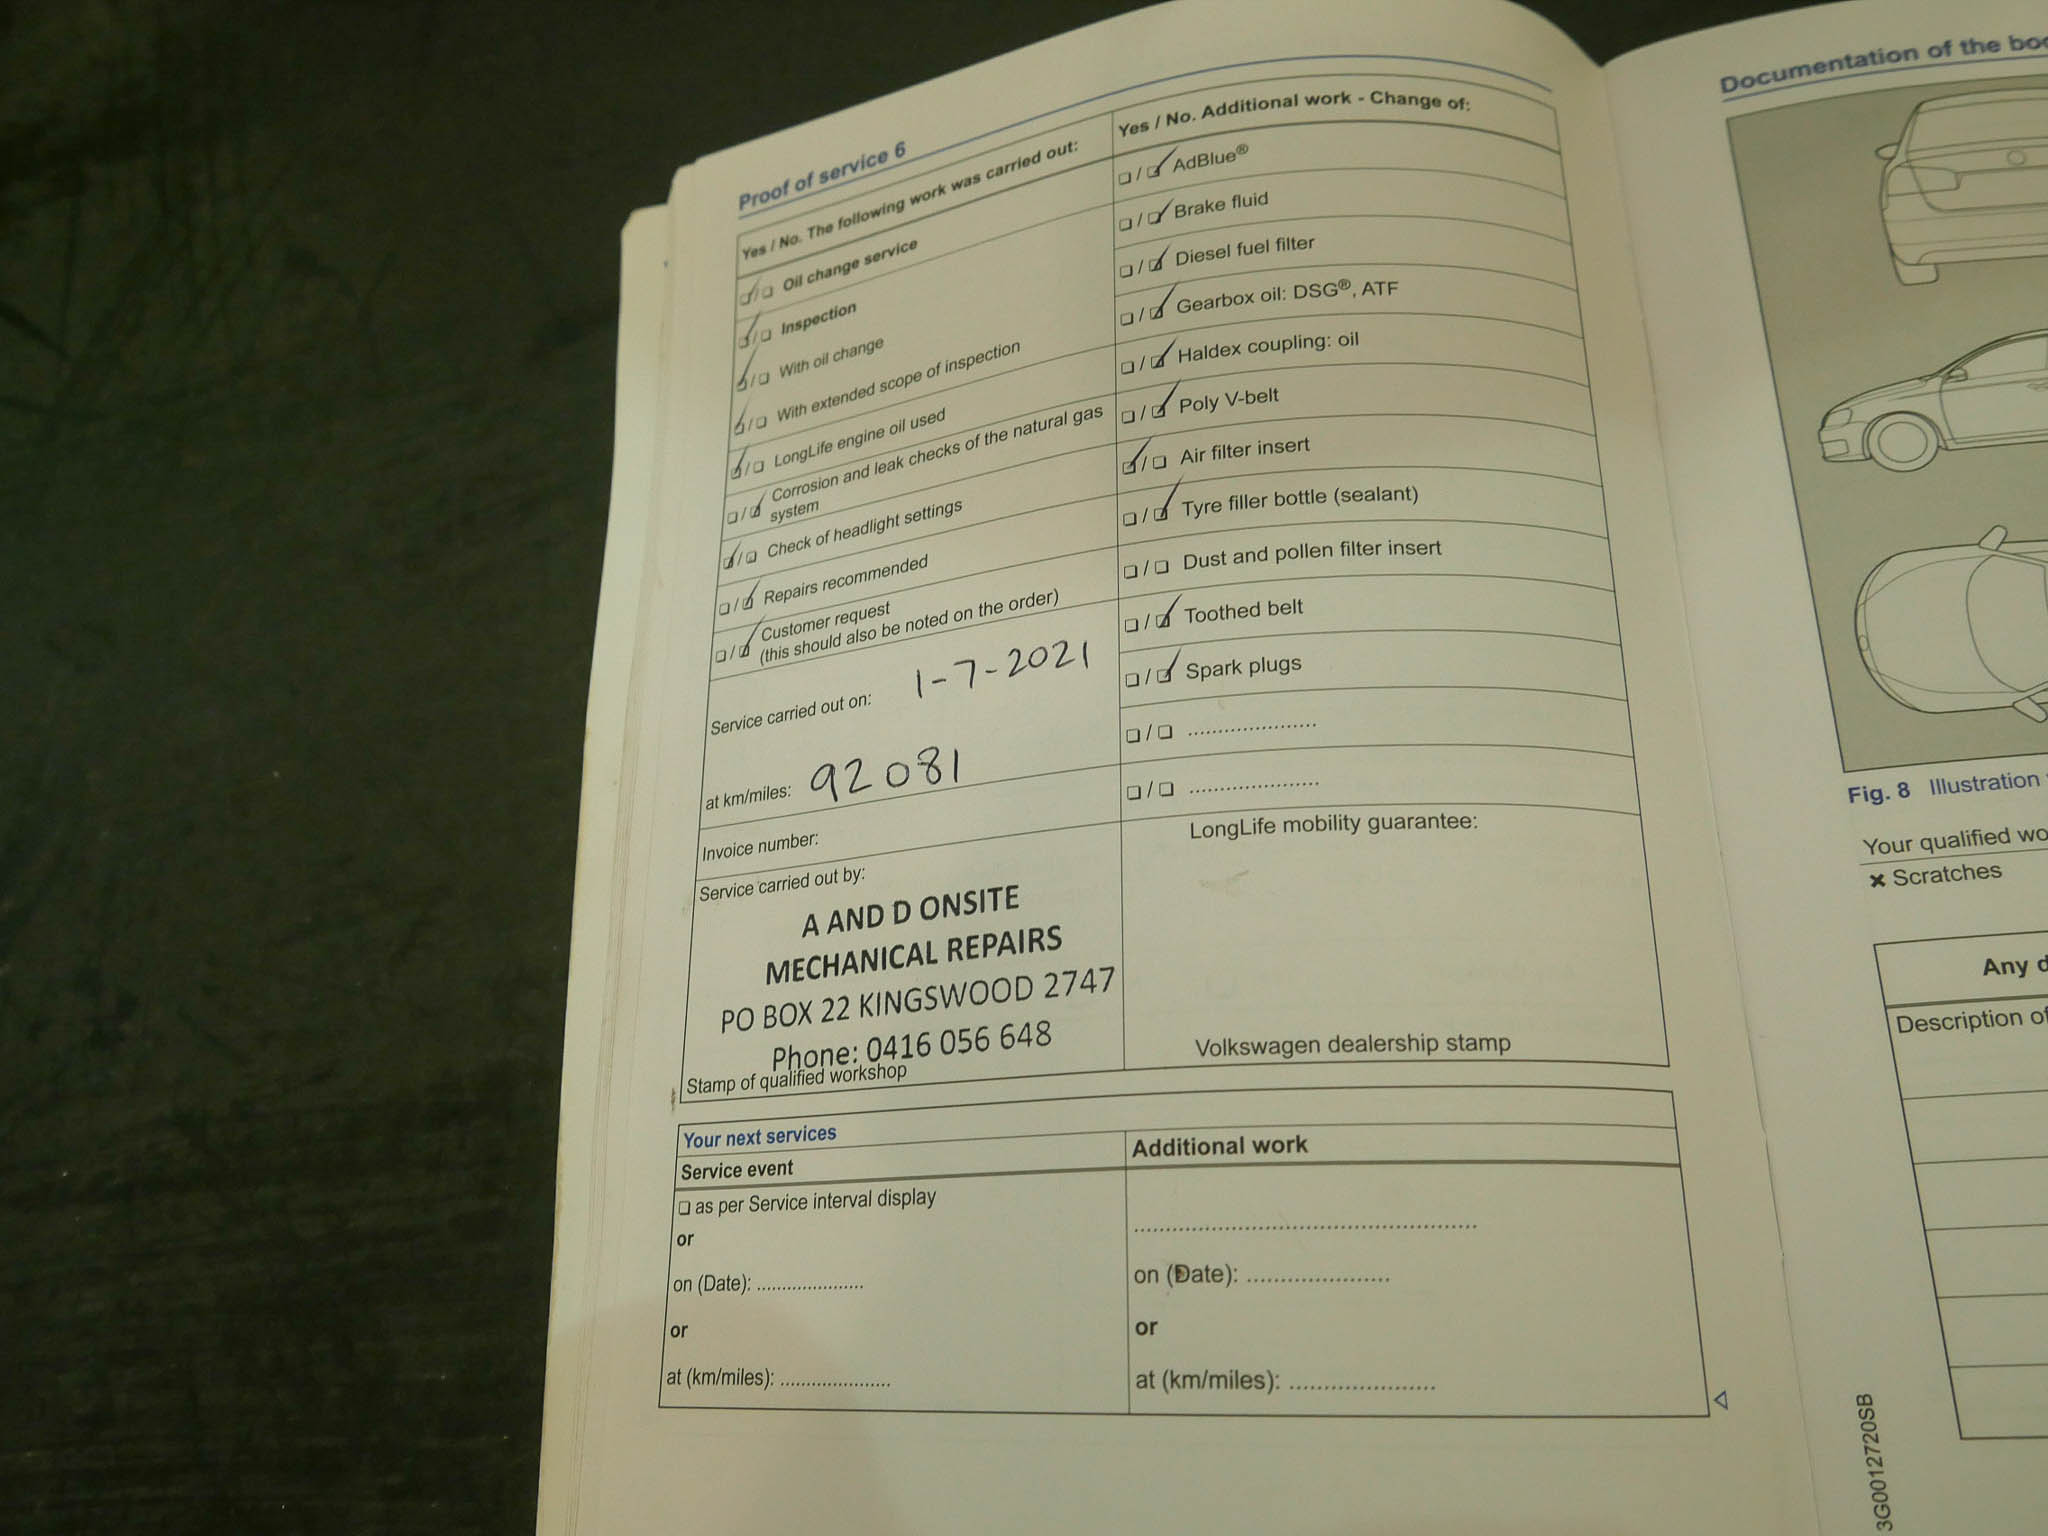 Proof of service 6
Yes / No. The following work was carried out:
Oil change service
Inspection
With oil change
With extended scope of inspection
LongLife engine oil used
Corrosion and leak checks of the natural gas
system
Check of headlight settings
Repairs recommended
Customer request
(this should also be noted on the order)
Service carried out on: 1-7-2021
at km/miles: 92081
Invoice number:
Service carried out by:
A AND D ONSITE
MECHANICAL REPAIRS
PO BOX 22 KINGSWOOD 2747
Phone: 0416 056 648
Stamp of qualified workshop
Yes / No. Additional work - Change of:
AdBlue®
Brake fluid
Diesel fuel filter
Gearbox oil: DSG®, ATF
Haldex coupling: oil
Poly V-belt
Air filter insert
Tyre filler bottle (sealant)
Dust and pollen filter insert
Toothed belt
Spark plugs
LongLife mobility guarantee:
Volkswagen dealership stamp
Your next services
Service event
as per Service interval display
or
on (Date): .....................
or
at (km/miles): .....................
Additional work
on (Date): .....................
or
at (km/miles): .....................
Documentation of the
Fig. 8 Illustration
Your qualified
× Scratches
Any
Description of
3G0012720SB